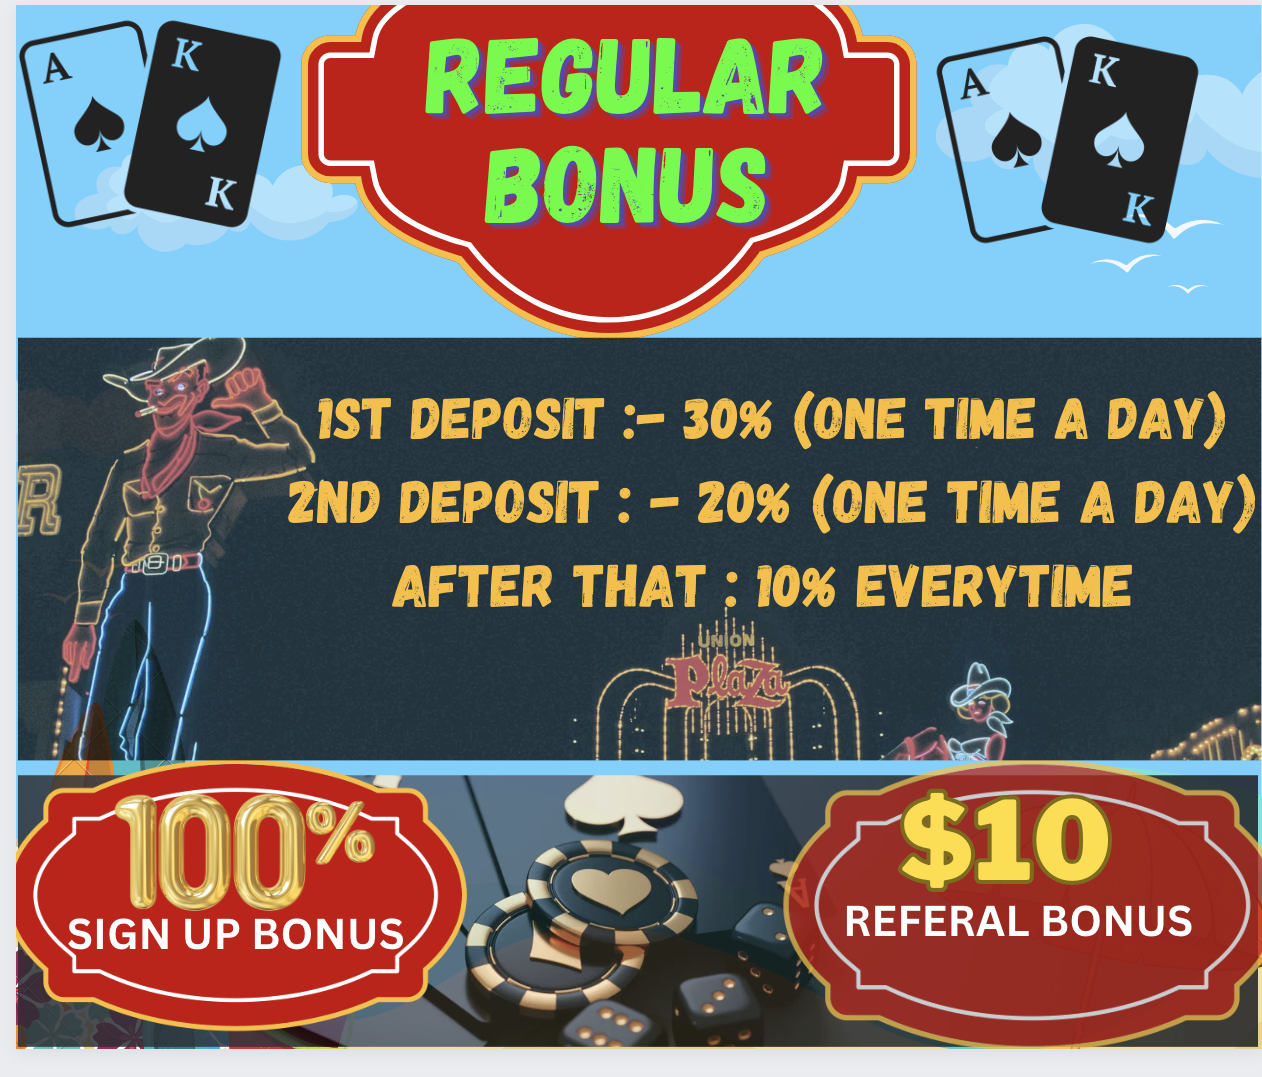 A
K
K
REGULAR
BONUS
A
K
K
1ST DEPOSIT :- 30% (ONE TIME A DAY)
2ND DEPOSIT : - 20% (ONE TIME A DAY)
AFTER THAT : 10% EVERYTIME
R
UNION
Plaza
100%
SIGN UP BONUS
A
$10
REFERAL BONUS